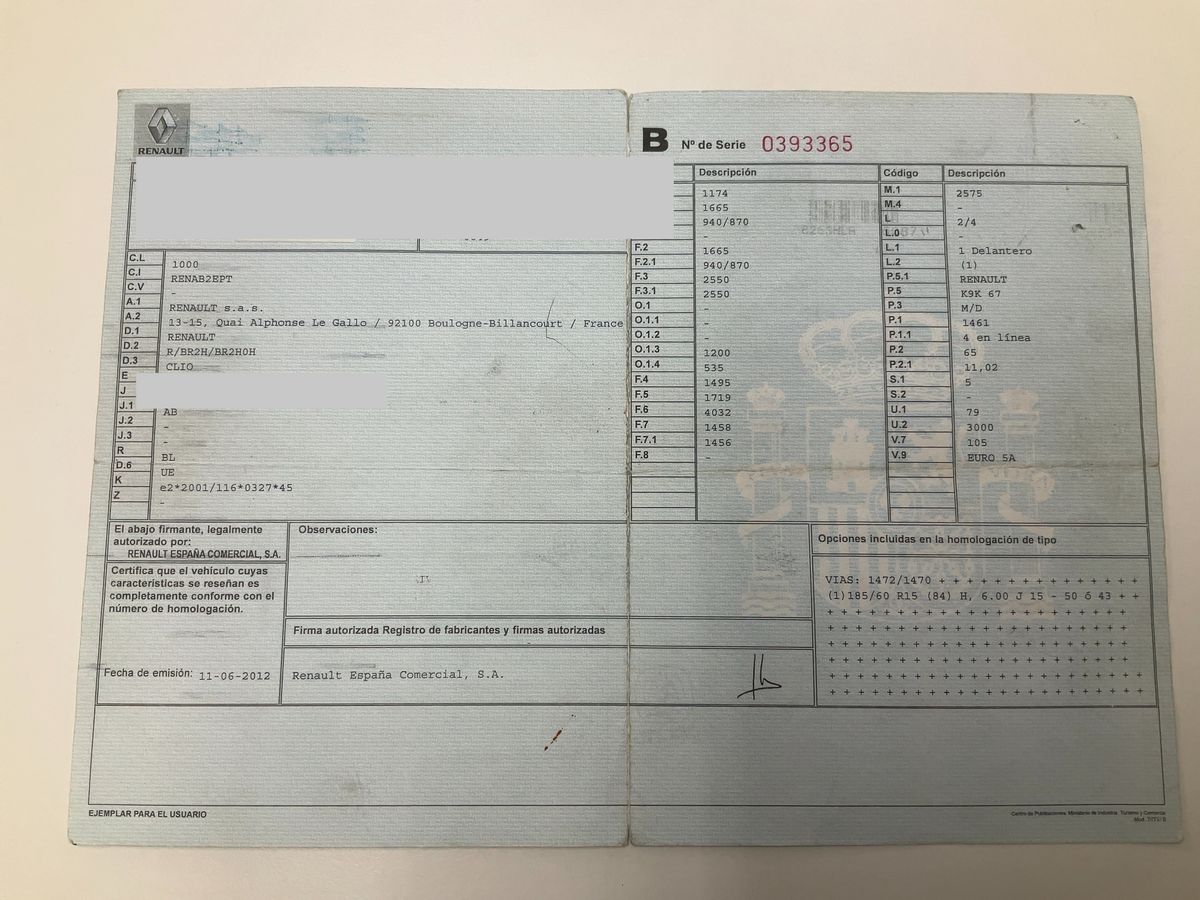 RENAULT
B Nº de Serie 0393365
Descripción Código Descripción
1174 M.1 2575
1665 M.4 -
940/870 L 2/4
- L.0 -
F.2 1665 L.1 1 Delantero
F.2.1 940/870 L.2 (1)
F.3 2550 P.5.1 RENAULT
F.3.1 2550 P.5 K9K 67
O.1 - P.3 M/D
O.1.1 - P.1 1461
O.1.2 - P.1.1 4 en línea
O.1.3 1200 P.2 65
O.1.4 535 P.2.1 11,02
F.4 1495 S.1 5
F.5 1719 S.2 -
F.6 4032 U.1 79
F.7 1458 U.2 3000
F.7.1 1456 V.7 105
F.8 - V.9 EURO 5A
C.L 1000
C.I RENAB2EPT
C.V -
A.1 RENAULT s.a.s.
A.2 13-15, Quai Alphonse Le Gallo / 92100 Boulogne-Billancourt / France
D.1 RENAULT
D.2 R/BR2H/BR2H0H
D.3 CLIO
E
J
J.1 AB
J.2 -
J.3 -
R BL
D.6 UE
K e2*2001/116*0327*45
Z -
El abajo firmante, legalmente
autorizado por:
RENAULT ESPAÑA COMERCIAL, S.A.
Certifica que el vehículo cuyas
características se reseñan es
completamente conforme con el
número de homologación.
Fecha de emisión: 11-06-2012
Observaciones:
Firma autorizada Registro de fabricantes y firmas autorizadas
Renault España Comercial, S.A.
Opciones incluidas en la homologación de tipo
VIAS: 1472/1470 + + + + + + + + + + + + +
(1)185/60 R15 (84) H, 6.00 J 15 - 50 ó 43 + +
+ + + + + + + + + + + + + + + + + + + + +
+ + + + + + + + + + + + + + + + + + + + +
+ + + + + + + + + + + + + + + + + + + + +
+ + + + + + + + + + + + + + + + + + + + +
+ + + + + + + + + + + + + + + + + + + + +
+ + + + + + + + + + + + + + + + + + + + +
EJEMPLAR PARA EL USUARIO
Centro de Publicaciones. Ministerio de Industria, Turismo y Comercio